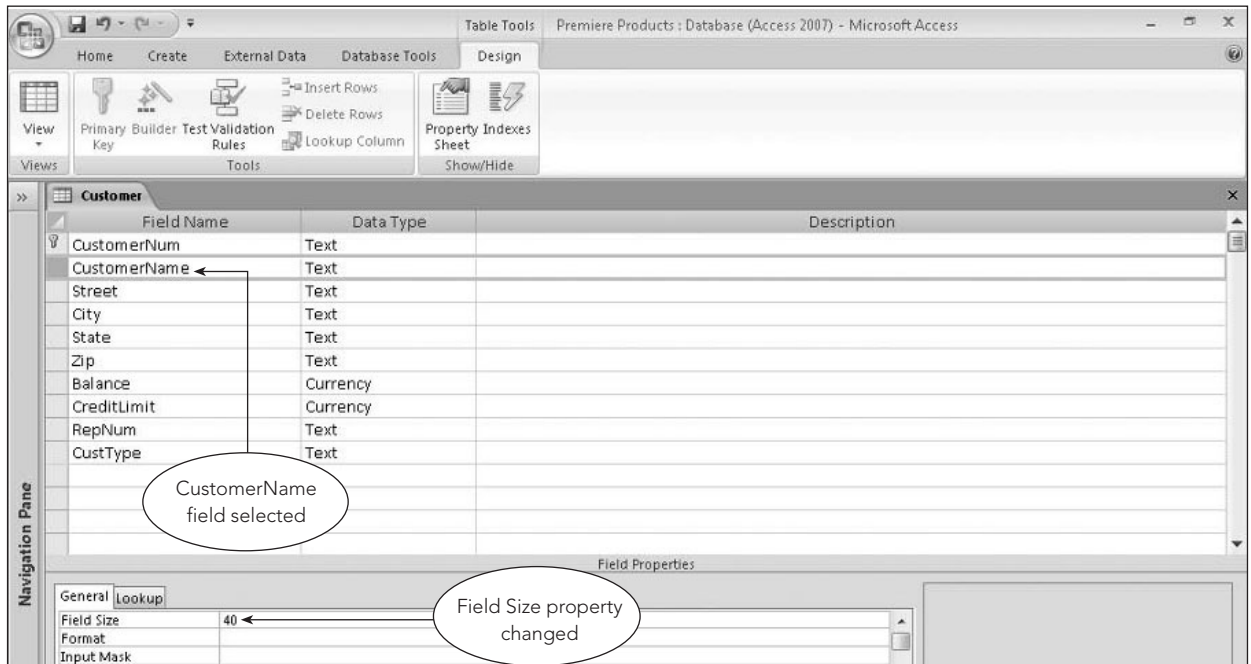 Table Tools Premiere Products : Database (Access 2007) - Microsoft Access
Home Create External Data Database Tools Design
View
Primary Key
Builder
Test Validation Rules
Insert Rows
Delete Rows
Lookup Column
Property Sheet
Indexes
Views Tools Show/Hide
Customer
Field Name Data Type Description
CustomerNum Text
CustomerName Text
Street Text
City Text
State Text
Zip Text
Balance Currency
CreditLimit Currency
RepNum Text
CustType Text
CustomerName
field selected
Navigation Pane
Field Properties
General Lookup
Field Size 40
Format
Input Mask
Field Size property
changed